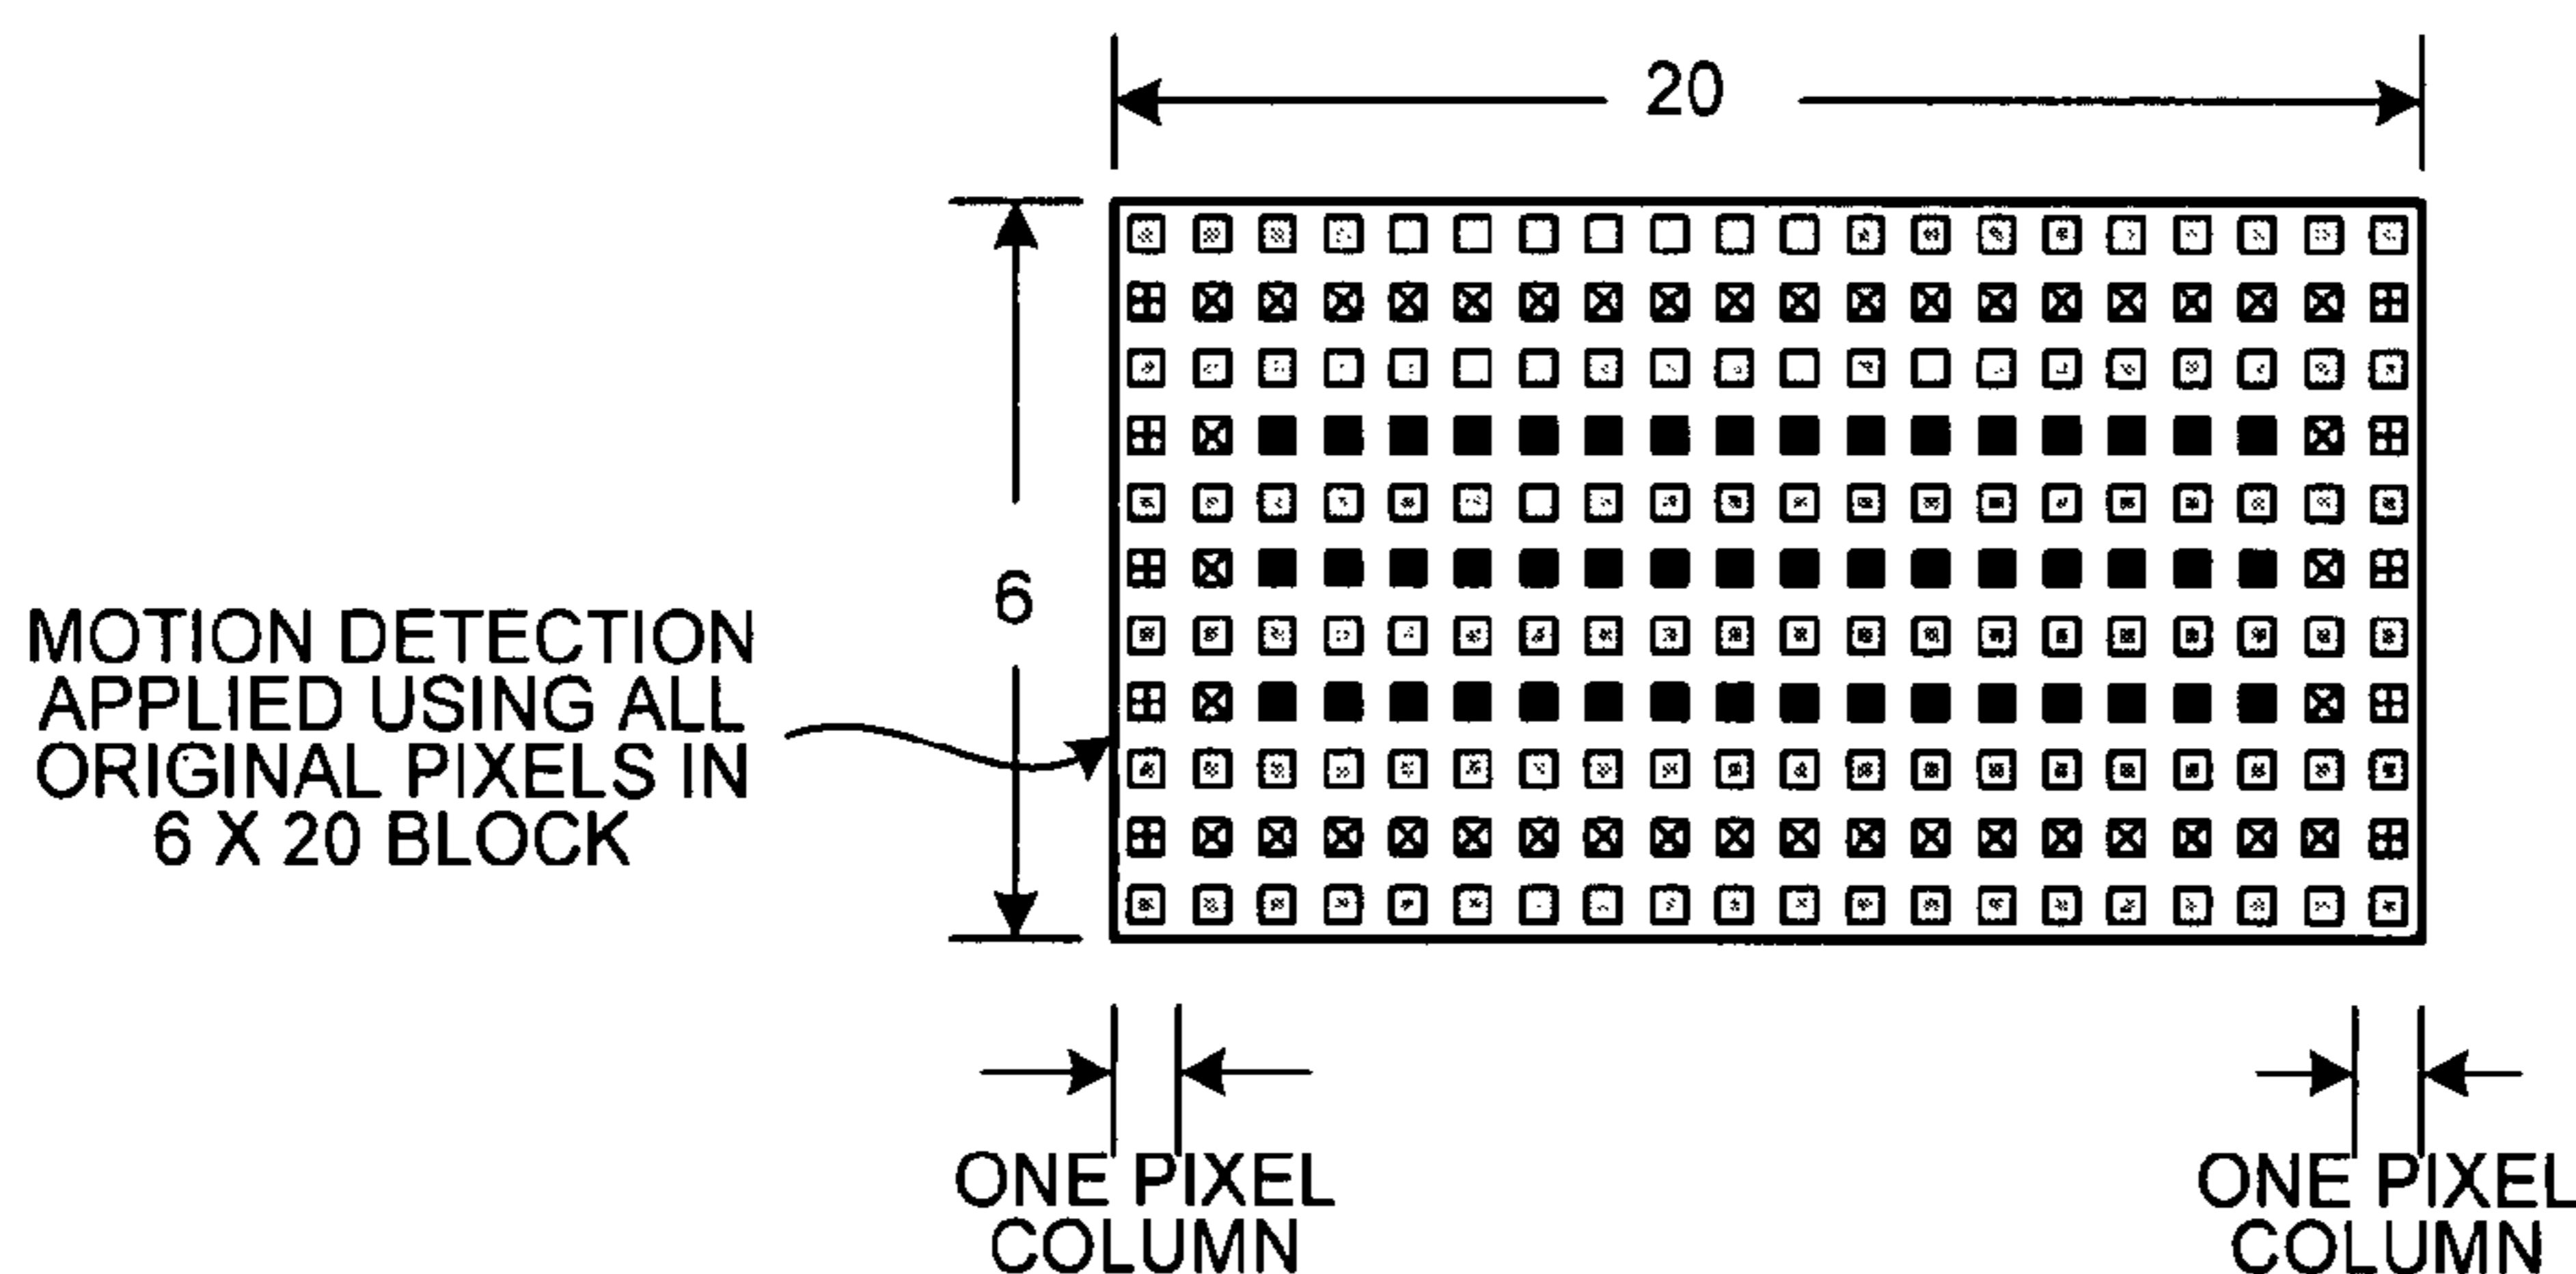 20
6
MOTION DETECTION
APPLIED USING ALL
ORIGINAL PIXELS IN
6 X 20 BLOCK
ONE PIXEL
COLUMN
ONE PIXEL
COLUMN